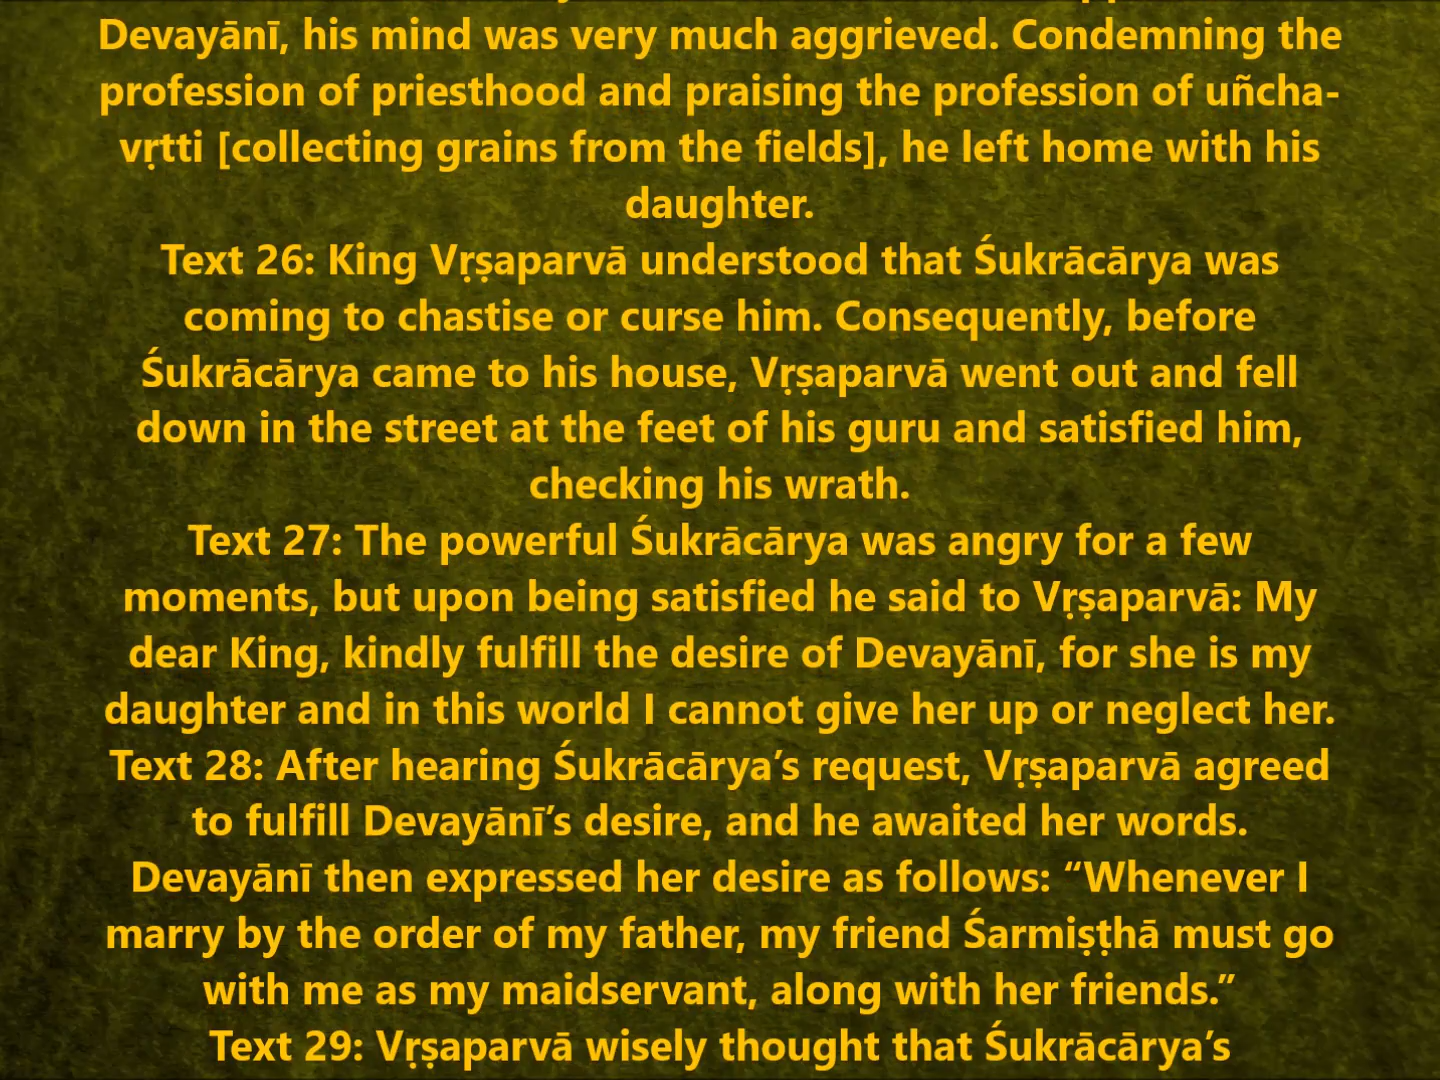 Devayānī, his mind was very much aggrieved. Condemning the
profession of priesthood and praising the profession of uñcha-
vṛtti [collecting grains from the fields], he left home with his
daughter.
Text 26: King Vṛṣaparvā understood that Śukrācārya was
coming to chastise or curse him. Consequently, before
Śukrācārya came to his house, Vṛṣaparvā went out and fell
down in the street at the feet of his guru and satisfied him,
checking his wrath.
Text 27: The powerful Śukrācārya was angry for a few
moments, but upon being satisfied he said to Vṛṣaparvā: My
dear King, kindly fulfill the desire of Devayānī, for she is my
daughter and in this world I cannot give her up or neglect her.
Text 28: After hearing Śukrācārya’s request, Vṛṣaparvā agreed
to fulfill Devayānī’s desire, and he awaited her words.
Devayānī then expressed her desire as follows: “Whenever I
marry by the order of my father, my friend Śarmiṣṭhā must go
with me as my maidservant, along with her friends.”
Text 29: Vṛṣaparvā wisely thought that Śukrācārya’s